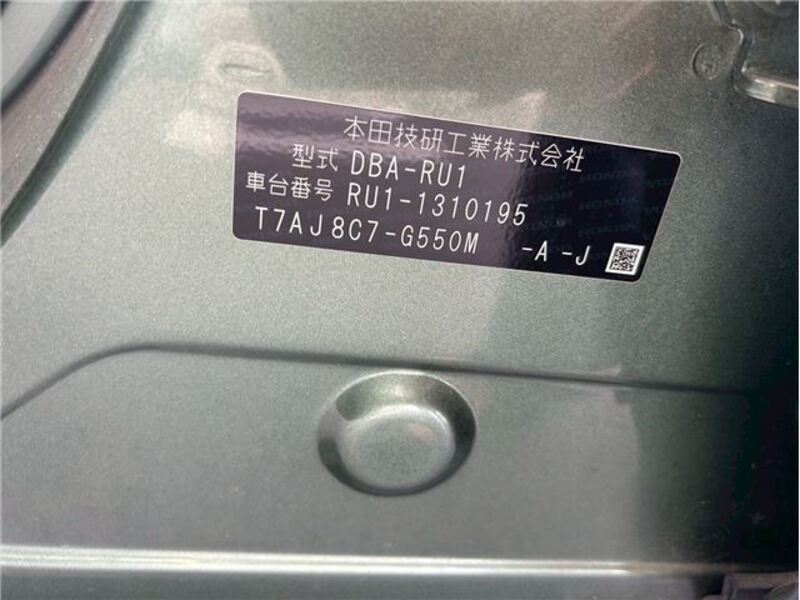 本田技研工業株式会社
型式 DBA-RU1
車台番号 RU1-1310195
T7AJ8C7-G550M -A -J